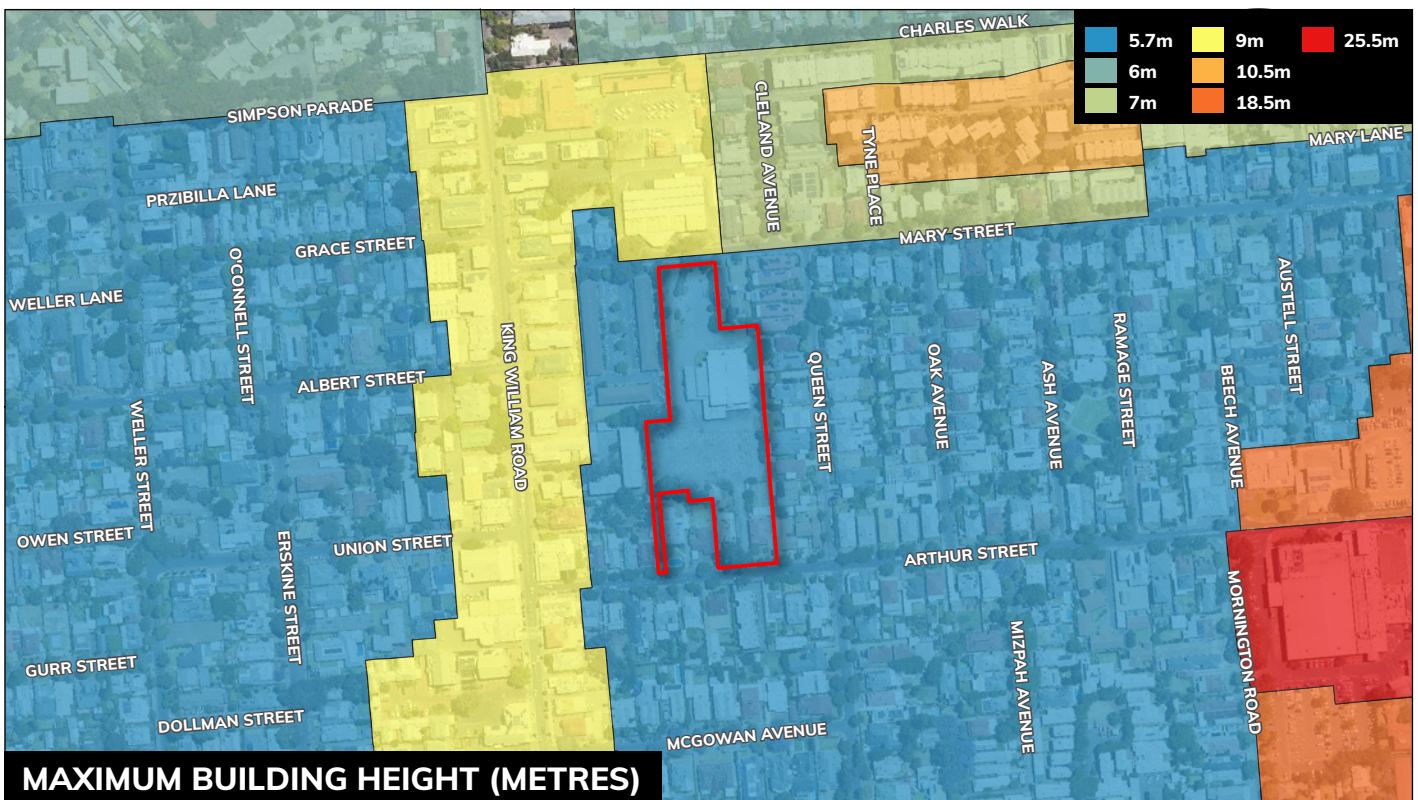 CHARLES WALK
5.7m
9m
25.5m
6m
10.5m
7m
18.5m
SIMPSON PARADE
CLELAND AVENUE
TYNE PLACE
MARY LANE
PRZIBILLA LANE
GRACE STREET
MARY STREET
O'CONNELL STREET
WELLER LANE
AUSTELL STREET
KING WILLIAM ROAD
RAMAGE STREET
ALBERT STREET
QUEEN STREET
OAK AVENUE
ASH AVENUE
BEECH AVENUE
WELLER STREET
OWEN STREET
ERSKINE STREET
UNION STREET
ARTHUR STREET
MORNINGTON ROAD
MIZPAH AVENUE
GURR STREET
DOLLMAN STREET
MCGOWAN AVENUE
MAXIMUM BUILDING HEIGHT (METRES)